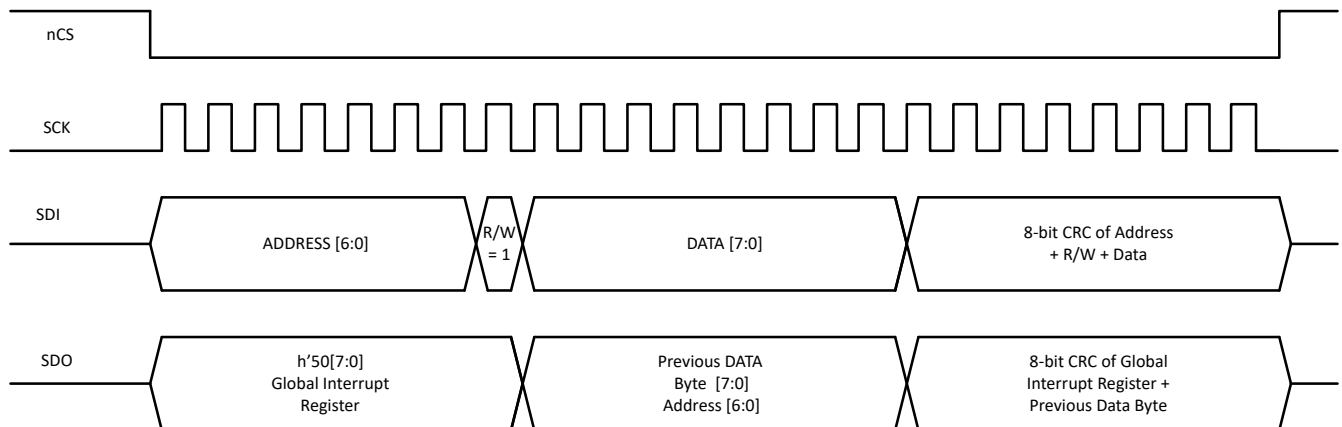 nCS
SCK
SDI
ADDRESS [6:0]
R/W
= 1
DATA [7:0]
8-bit CRC of Address
+ R/W + Data
SDO
h'50[7:0]
Global Interrupt
Register
Previous DATA
Byte [7:0]
Address [6:0]
8-bit CRC of Global
Interrupt Register +
Previous Data Byte